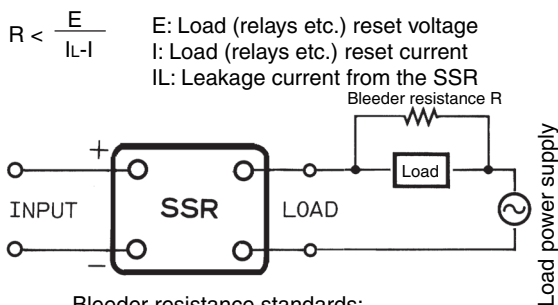 R < E / IL-I
E: Load (relays etc.) reset voltage
I: Load (relays etc.) reset current
IL: Leakage current from the SSR
Bleeder resistance R
+
Load
INPUT
SSR
LOAD
Load power supply
−
Bleeder resistance standards: